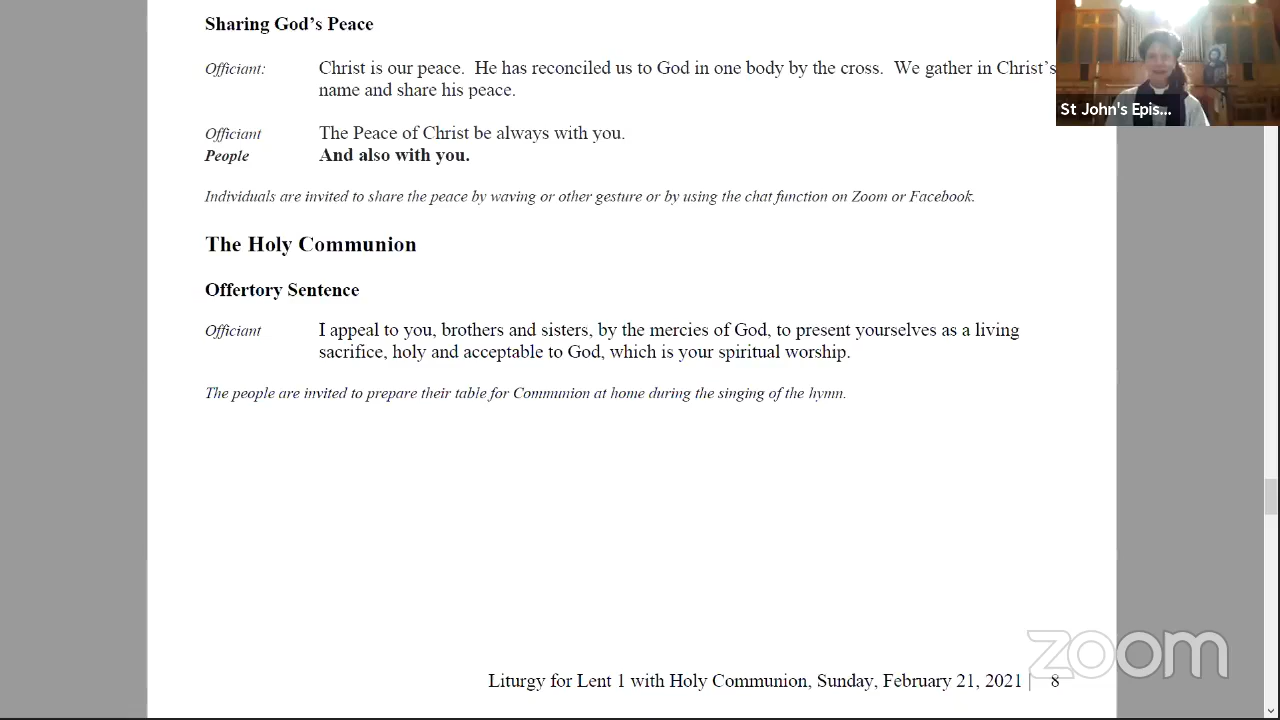 Sharing God's Peace
Officiant: Christ is our peace. He has reconciled us to God in one body by the cross. We gather in Christ's
name and share his peace.
Officiant The Peace of Christ be always with you.
People And also with you.
Individuals are invited to share the peace by waving or other gesture or by using the chat function on Zoom or Facebook.
The Holy Communion
Offertory Sentence
Officiant I appeal to you, brothers and sisters, by the mercies of God, to present yourselves as a living
sacrifice, holy and acceptable to God, which is your spiritual worship.
The people are invited to prepare their table for Communion at home during the singing of the hymn.
Liturgy for Lent 1 with Holy Communion, Sunday, February 21, 2021 | 8
St John's Epis...
zoom